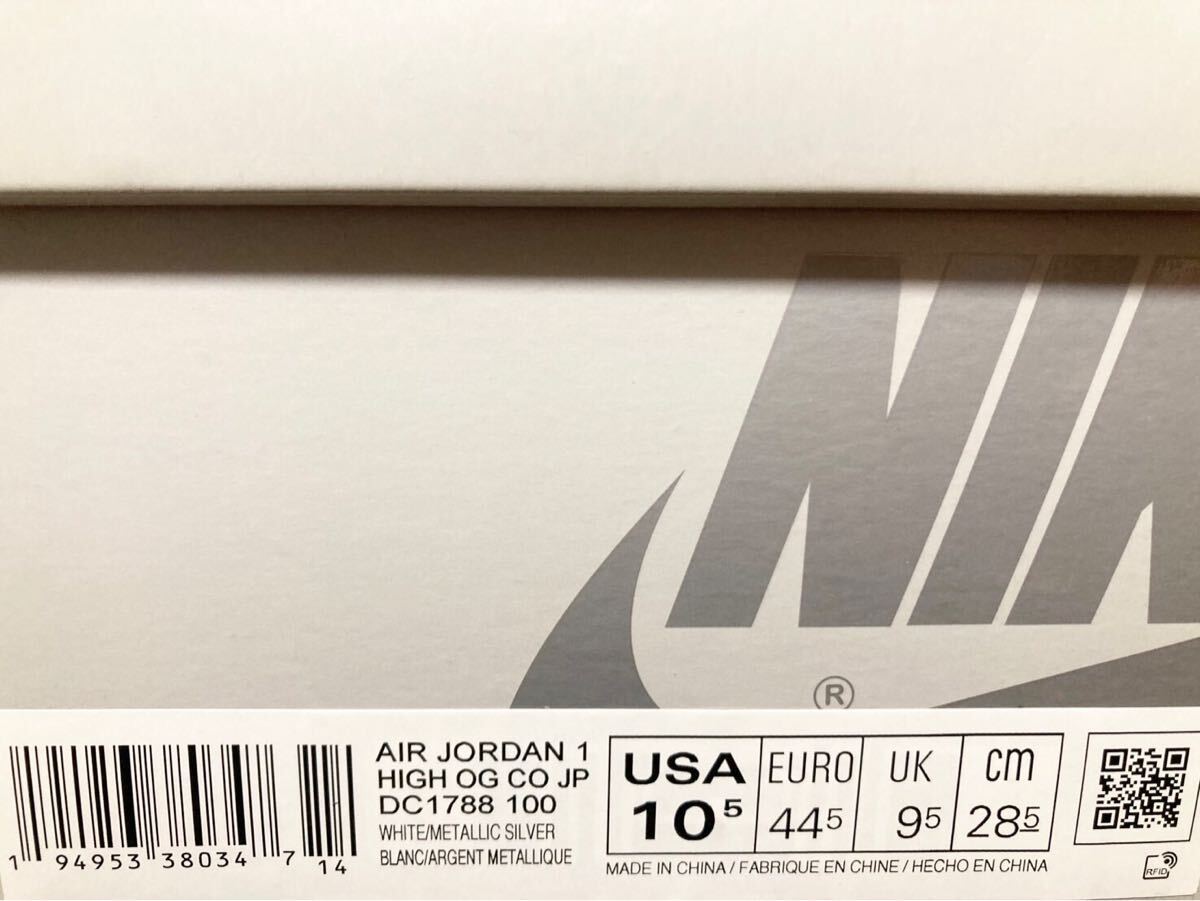 NIK
®
AIR JORDAN 1
HIGH OG CO JP
DC1788 100
WHITE/METALLIC SILVER
BLANC/ARGENT METALLIQUE
1 94953 38034 7 14
USA EURO UK cm
10⁵ 44⁵ 9⁵ 28⁵
MADE IN CHINA / FABRIQUE EN CHINE / HECHO EN CHINA
RFID